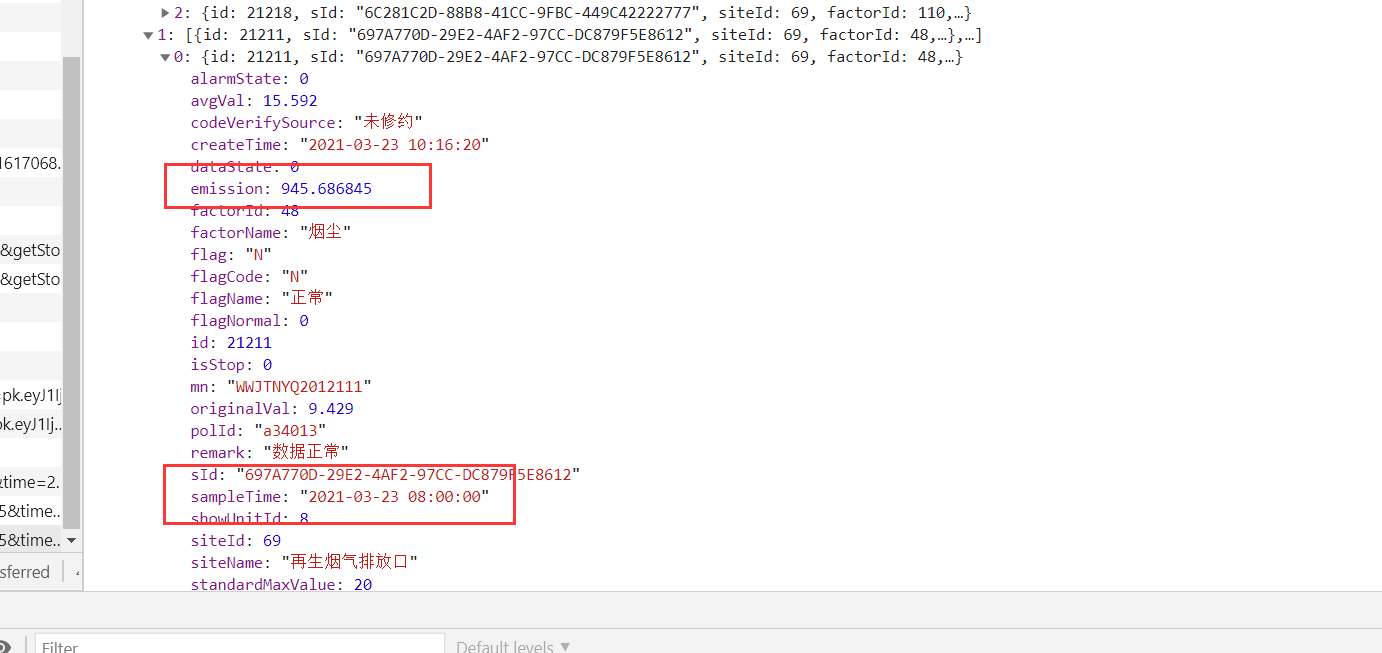 2: {id: 21218, sId: "6C281C2D-88B8-41CC-9FBC-449C42222777", siteId: 69, factorId: 110,…}
1: [{id: 21211, sId: "697A770D-29E2-4AF2-97CC-DC879F5E8612", siteId: 69, factorId: 48,…},…]
0: {id: 21211, sId: "697A770D-29E2-4AF2-97CC-DC879F5E8612", siteId: 69, factorId: 48,…}
alarmState: 0
avgVal: 15.592
codeVerifySource: "未修约"
createTime: "2021-03-23 10:16:20"
1617068.
dataState: 0
emission: 945.686845
factorId: 48
factorName: "烟尘"
&getSto
flag: "N"
&getSto
flagCode: "N"
flagName: "正常"
flagNormal: 0
id: 21211
isStop: 0
mn: "WWJTNYQ2012111"
=pk.eyJ1Ij
originalVal: 9.429
pk.eyJ1Ij..
polId: "a34013"
remark: "数据正常"
sId: "697A770D-29E2-4AF2-97CC-DC879F5E8612"
&time=2.
sampleTime: "2021-03-23 08:00:00"
5&time..
showUnitId: 8
siteId: 69
5&time..
siteName: "再生烟气排放口"
sferred
standardMaxValue: 20
Filter
Default levels ▼